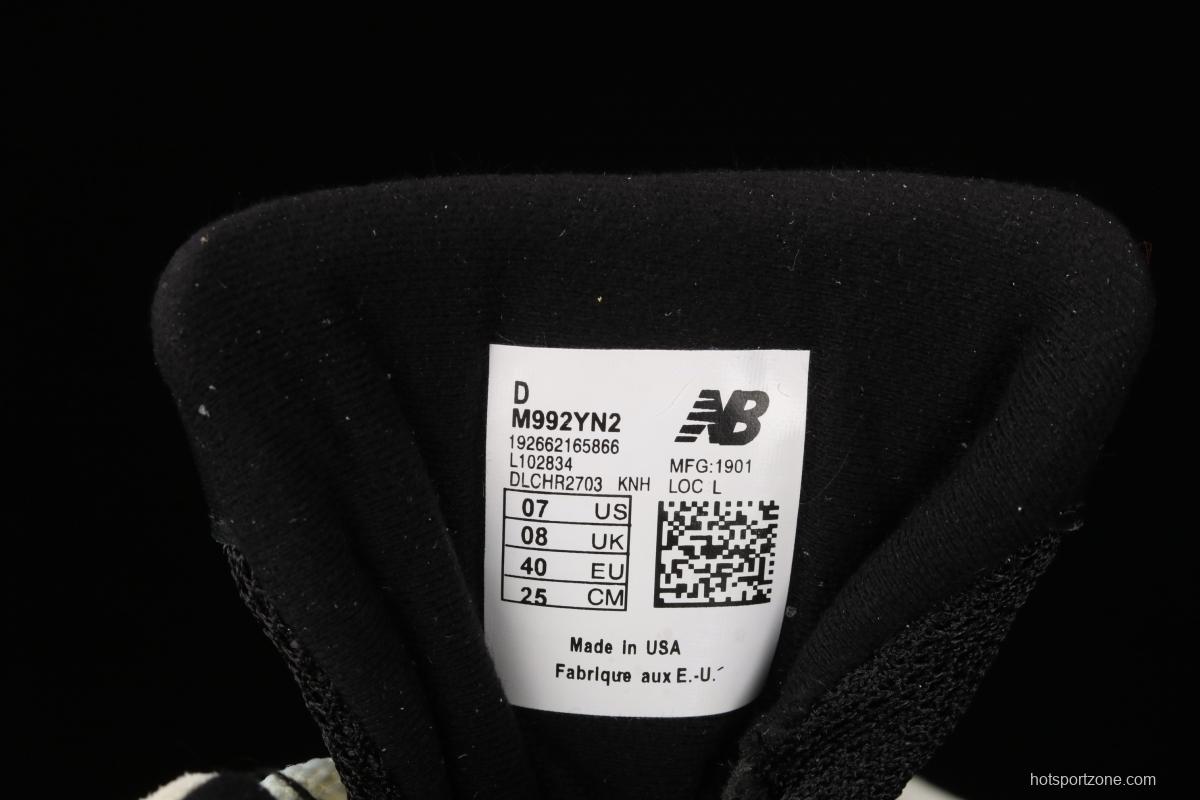 D
M992YN2
192662165866
L102834
DLCHR2703 KNH
NB
MFG:1901
LOC L
07 US
08 UK
40 EU
25 CM
Made in USA
Fabrique aux E.-U.
hotsportzone.com